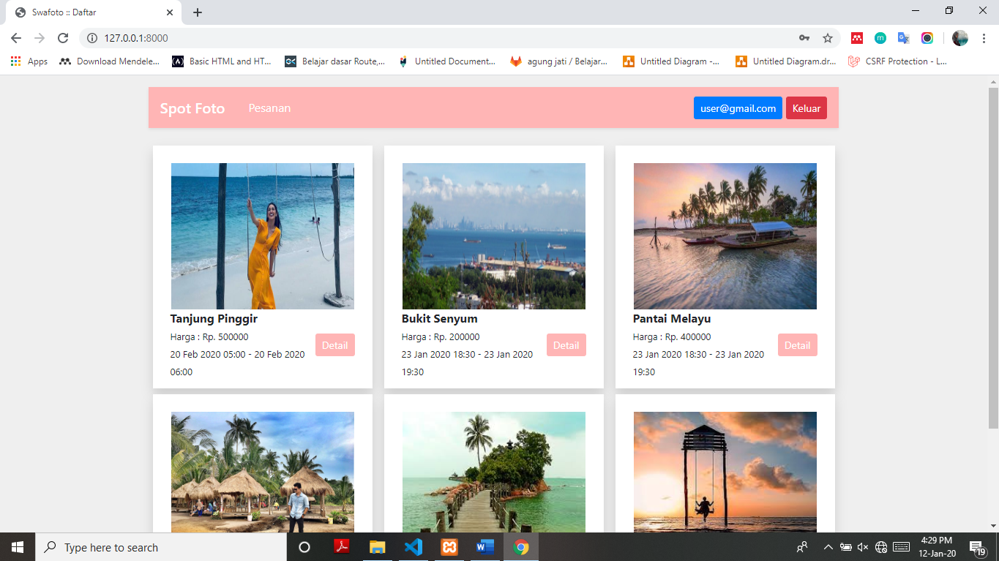 Swafoto :: Daftar
127.0.0.1:8000
Apps
Download Mendele...
Basic HTML and HT...
Belajar dasar Route,...
Untitled Document...
agung jati / Belajar...
Untitled Diagram -...
Untitled Diagram.dr...
CSRF Protection - L...
Spot Foto
Pesanan
user@gmail.com
Keluar
Tanjung Pinggir
Harga : Rp. 500000
20 Feb 2020 05:00 - 20 Feb 2020
06:00
Detail
Bukit Senyum
Harga : Rp. 200000
23 Jan 2020 18:30 - 23 Jan 2020
19:30
Detail
Pantai Melayu
Harga : Rp. 400000
23 Jan 2020 18:30 - 23 Jan 2020
19:30
Detail
Type here to search
4:29 PM
12-Jan-20
19